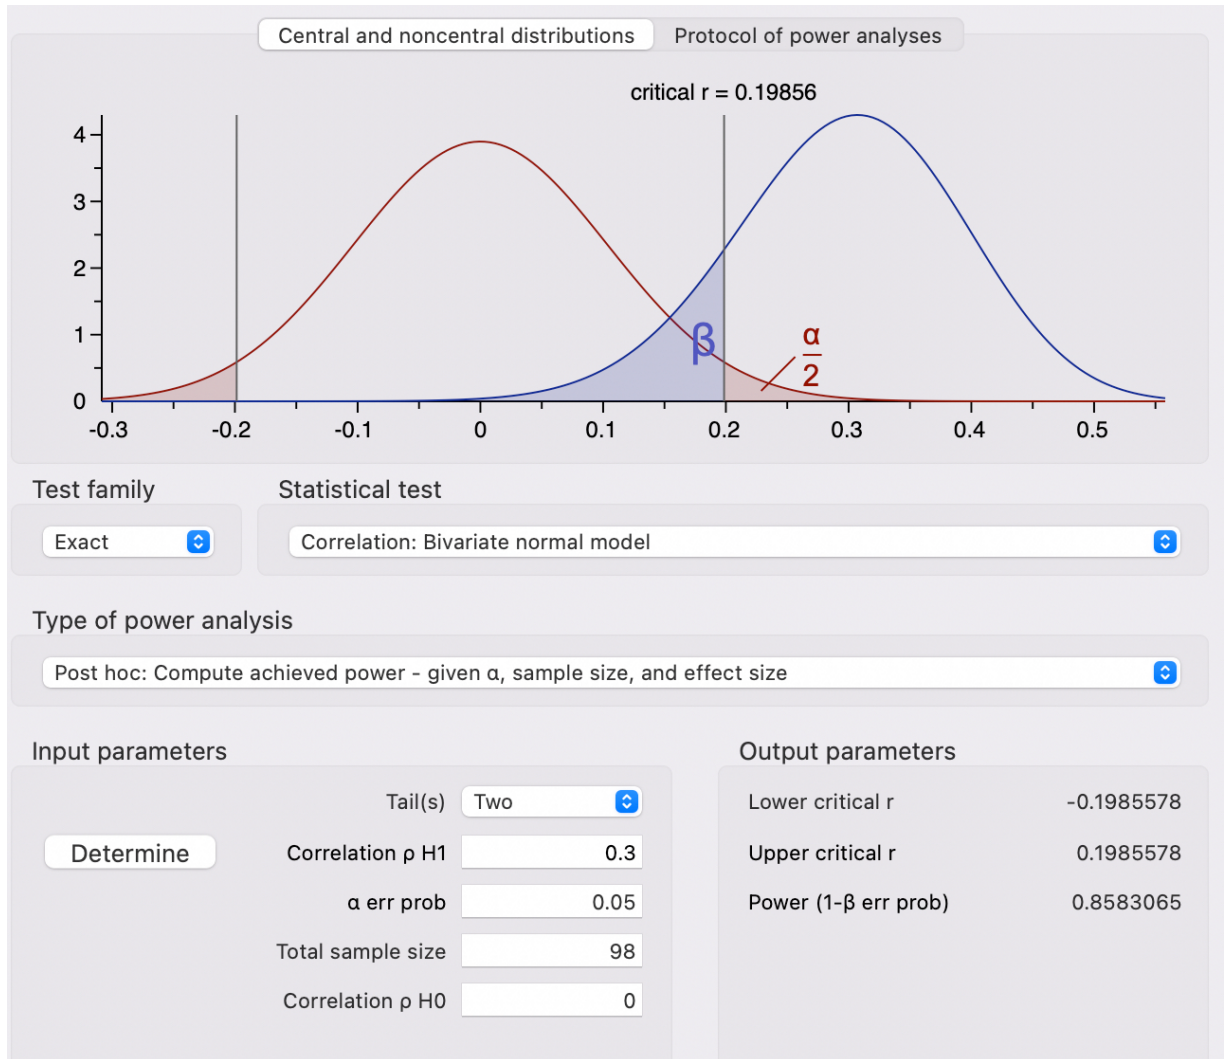 Central and noncentral distributions Protocol of power analyses
critical r = 0.19856
4
3
2
1
0
β
α
2
-0.3 -0.2 -0.1 0 0.1 0.2 0.3 0.4 0.5
Test family Statistical test
Exact Correlation: Bivariate normal model
Type of power analysis
Post hoc: Compute achieved power - given α, sample size, and effect size
Input parameters Output parameters
Tail(s) Two Lower critical r -0.1985578
Determine Correlation ρ H1 0.3 Upper critical r 0.1985578
α err prob 0.05 Power (1-β err prob) 0.8583065
Total sample size 98
Correlation ρ H0 0